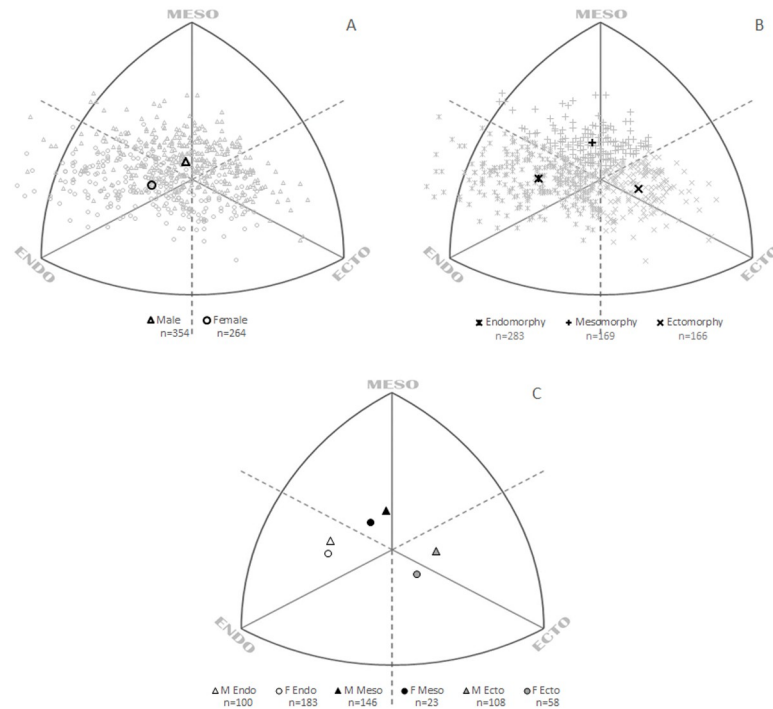 MESO
A
ENDO
ECTO
Male Female
n=354 n=264
MESO
B
ENDO
ECTO
Endomorphy Mesomorphy Ectomorphy
n=283 n=169 n=166
MESO
C
ENDO
ECTO
M Endo F Endo M Meso F Meso M Ecto F Ecto
n=100 n=183 n=146 n=23 n=108 n=58